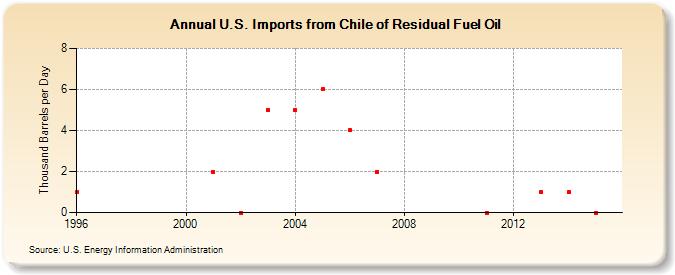 Annual U.S. Imports from Chile of Residual Fuel Oil
Thousand Barrels per Day
8
6
4
2
0
1996 2000 2004 2008 2012
Source: U.S. Energy Information Administration